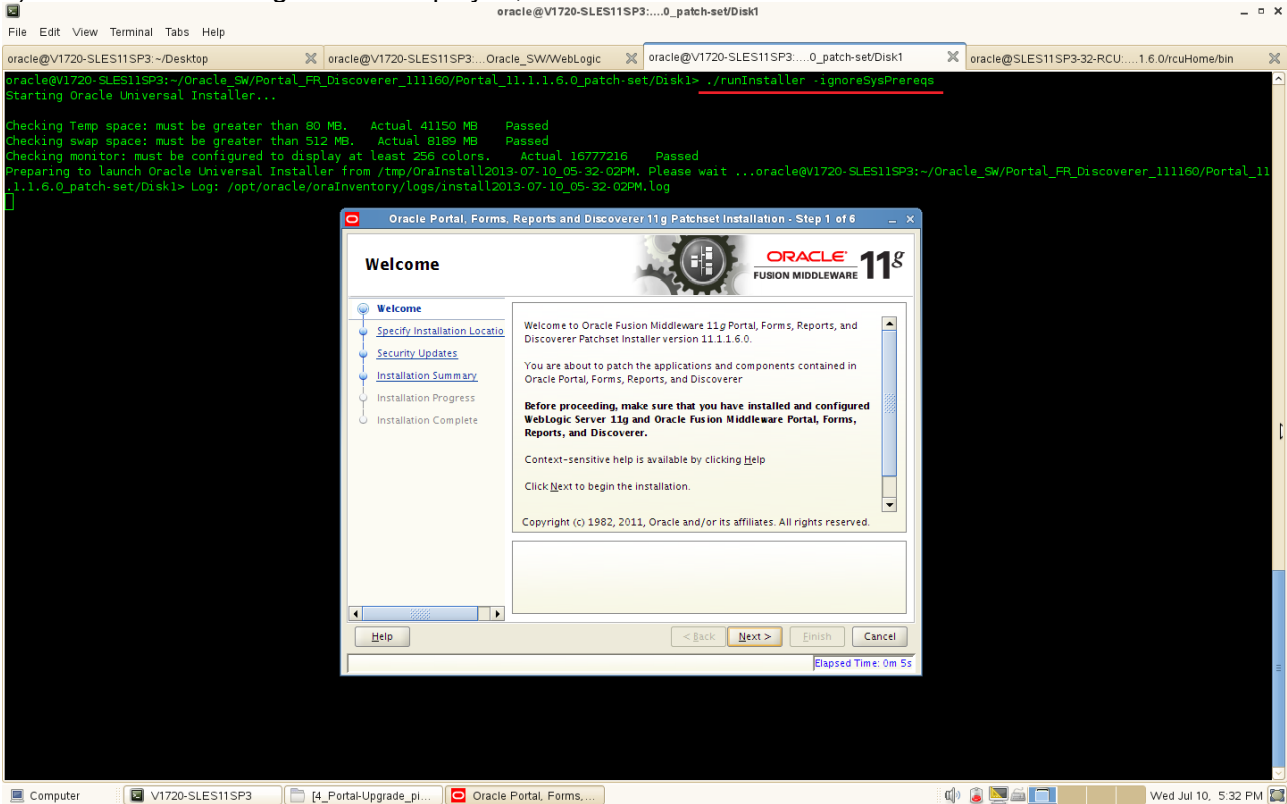 oracle@V1720-SLES11SP3:....0_patch-set/Disk1
File Edit View Terminal Tabs Help
oracle@V1720-SLES11SP3:~/Desktop
oracle@V1720-SLES11SP3:...Oracle_SW/WebLogic
oracle@V1720-SLES11SP3:....0_patch-set/Disk1
oracle@SLES11SP3-32-RCU:....1.6.0/rcuHome/bin
oracle@V1720-SLES11SP3:~/Oracle_SW/Portal_FR_Discoverer_111160/Portal_11.1.1.6.0_patch-set/Disk1> ./runInstaller -ignoreSysPrereqs
Starting Oracle Universal Installer...
Checking Temp space: must be greater than 80 MB. Actual 41150 MB Passed
Checking swap space: must be greater than 512 MB. Actual 8189 MB Passed
Checking monitor: must be configured to display at least 256 colors. Actual 16777216 Passed
Preparing to launch Oracle Universal Installer from /tmp/OraInstall2013-07-10_05-32-02PM. Please wait ...oracle@V1720-SLES11SP3:~/Oracle_SW/Portal_FR_Discoverer_111160/Portal_11
.1.1.6.0_patch-set/Disk1> Log: /opt/oracle/oraInventory/logs/install2013-07-10_05-32-02PM.log
Oracle Portal, Forms, Reports and Discoverer 11g Patchset Installation - Step 1 of 6
Welcome
ORACLE
FUSION MIDDLEWARE 11g
Welcome
Specify Installation Locatio
Security Updates
Installation Summary
Installation Progress
Installation Complete
Welcome to Oracle Fusion Middleware 11g Portal, Forms, Reports, and
Discoverer Patchset Installer version 11.1.1.6.0.
You are about to patch the applications and components contained in
Oracle Portal, Forms, Reports, and Discoverer
Before proceeding, make sure that you have installed and configured
WebLogic Server 11g and Oracle Fusion Middleware Portal, Forms,
Reports, and Discoverer.
Context-sensitive help is available by clicking Help
Click Next to begin the installation.
Copyright (c) 1982, 2011, Oracle and/or its affiliates. All rights reserved.
Help
< Back
Next >
Finish
Cancel
Elapsed Time: 0m 5s
Computer
V1720-SLES11SP3
[4_Portal-Upgrade_pi...
Oracle Portal, Forms,...
Wed Jul 10, 5:32 PM